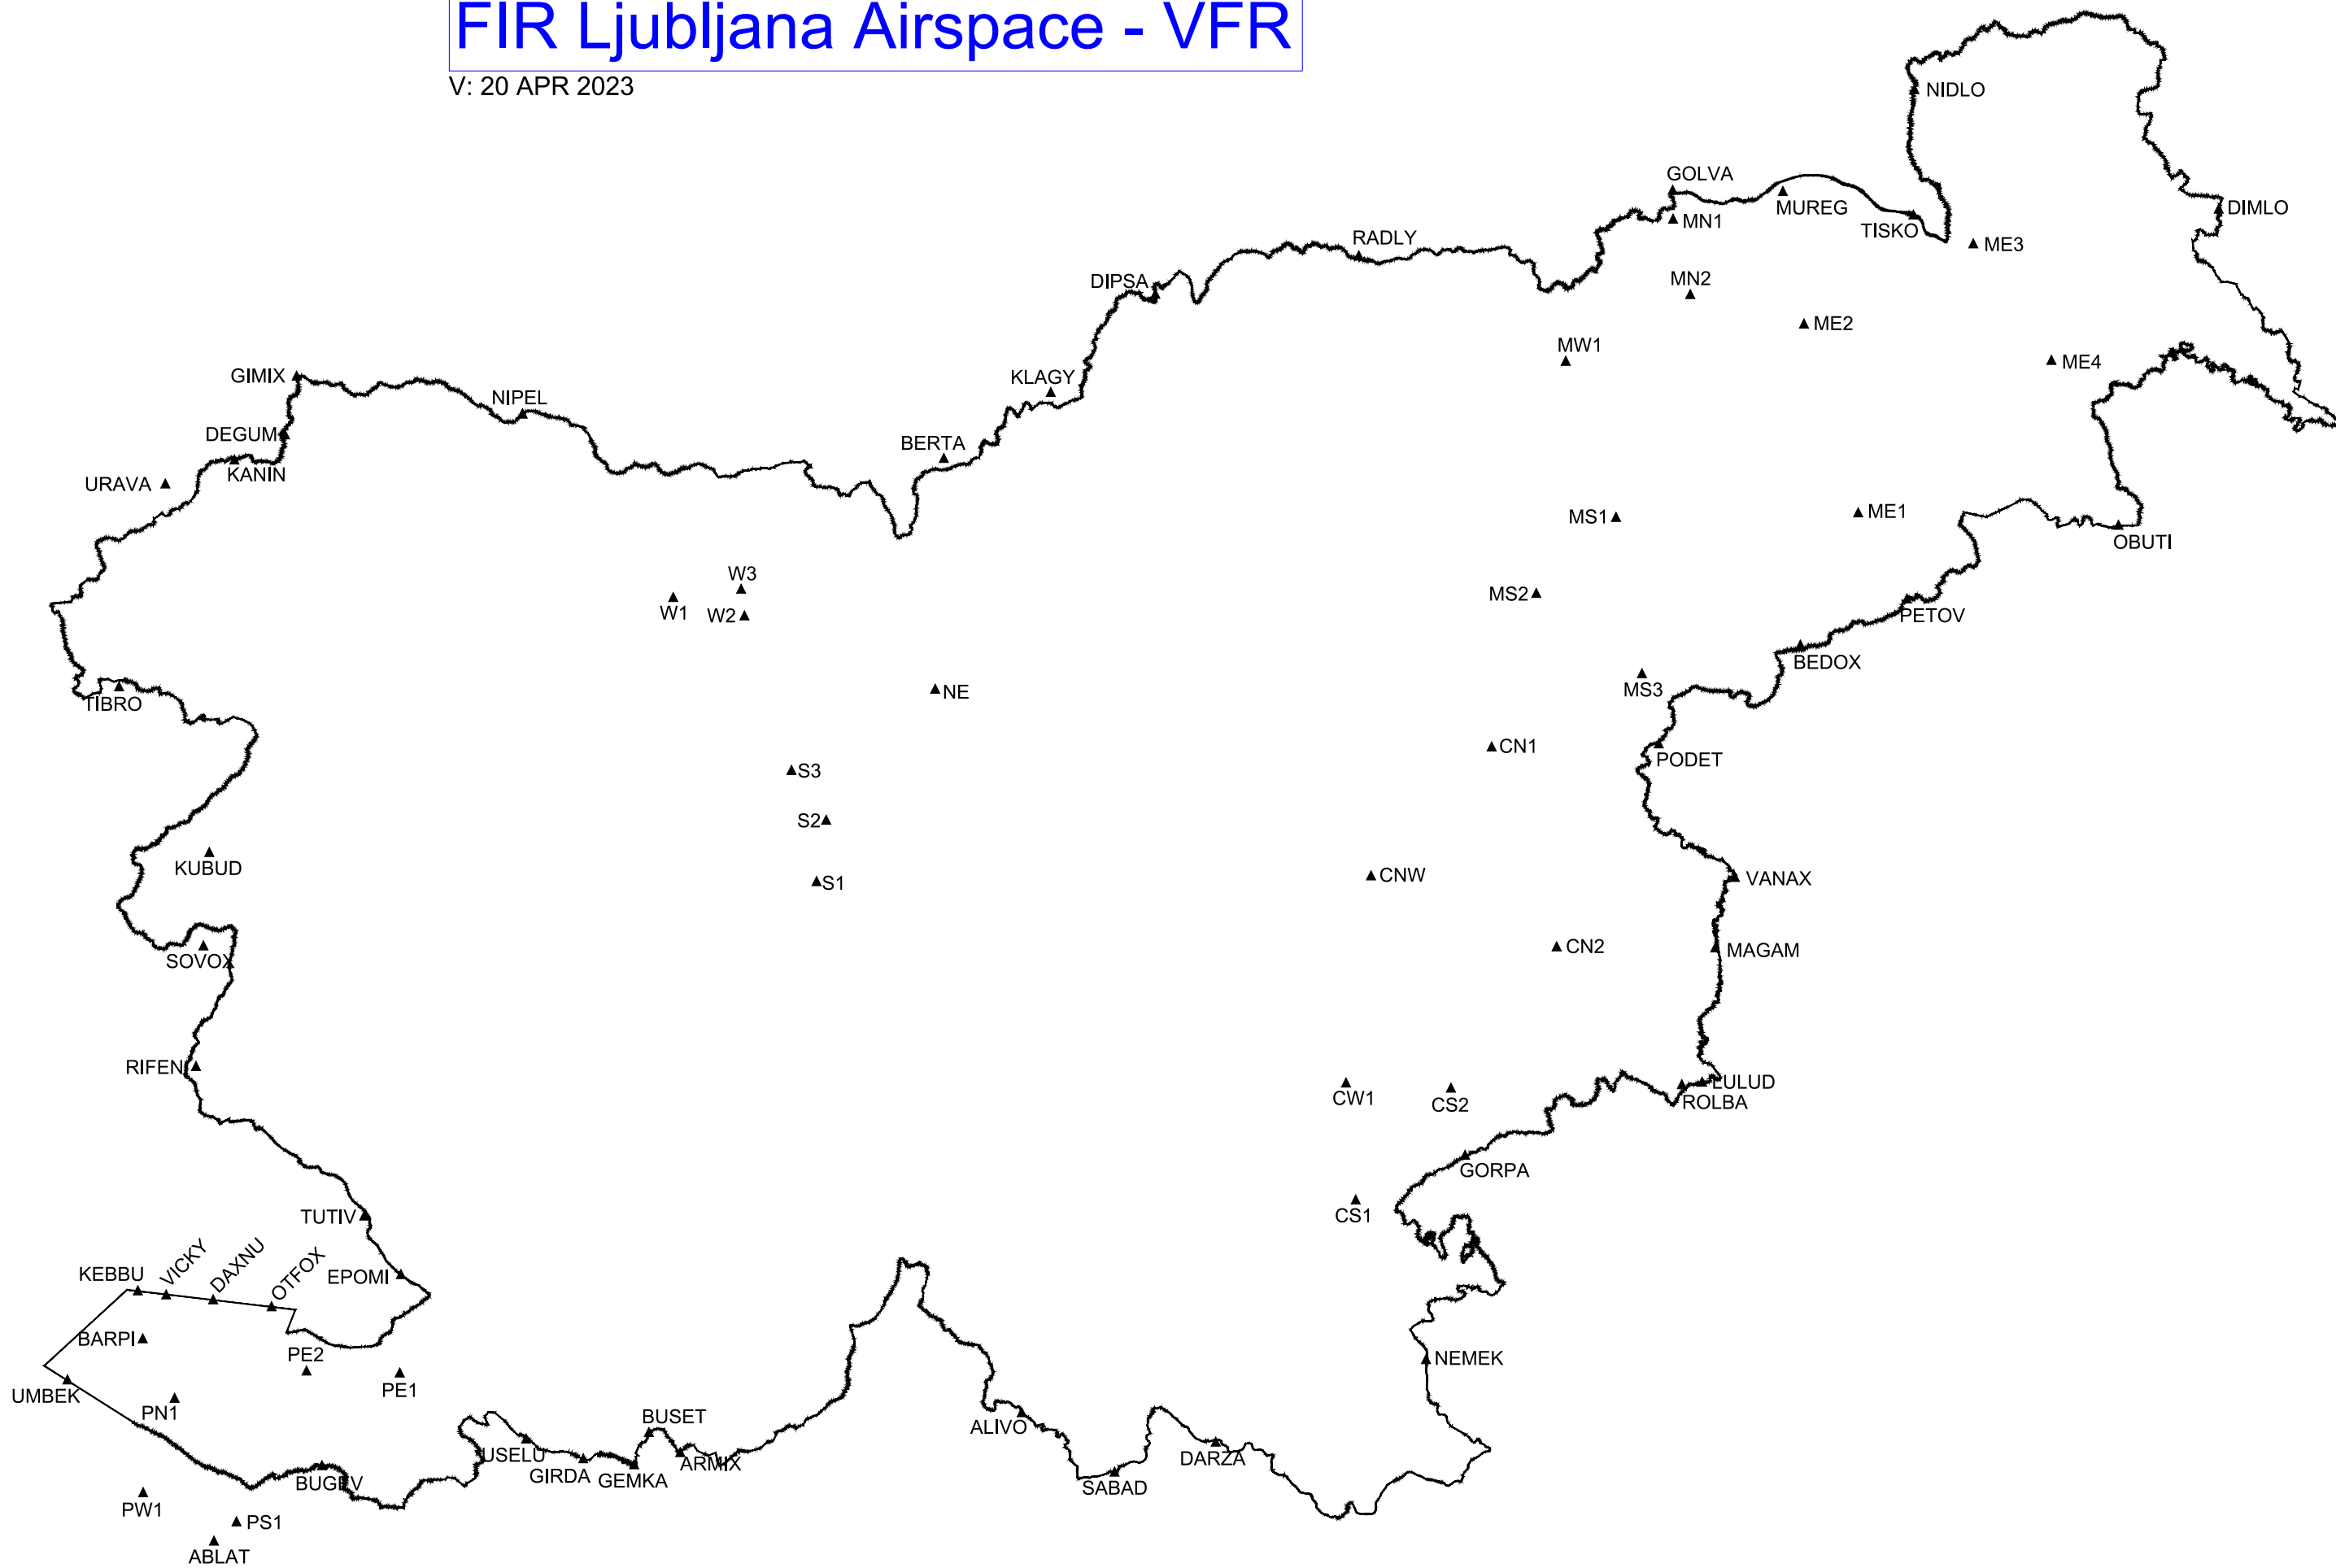 FIR Ljubljana Airspace - VFR
V: 20 APR 2023
NIDLO
GOLVA
MUREG
DIMLO
MN1
TISKO
ME3
RADLY
DIPSA
MN2
ME2
MW1
ME4
GIMIX
KLAGY
NIPEL
DEGUM
BERTA
KANIN
URAVA
MS1
ME1
OBUTI
W3
W1
W2
MS2
PETOV
BEDOX
TIBRO
NE
MS3
CN1
PODET
S3
S2
KUBUD
CNW
VANAX
S1
CN2
MAGAM
SOVOX
RIFEN
CW1
CS2
LULUD
ROLBA
GORPA
TUTIV
CS1
VICKY
DAXNU
OTFOX
KEBBU
EPOMI
BARPI
PE2
PE1
NEMEK
UMBEK
PN1
BUSET
ALIVO
USELU
GIRDA
GEMKA
ARMIX
DARZA
BUGEV
SABAD
PW1
PS1
ABLAT